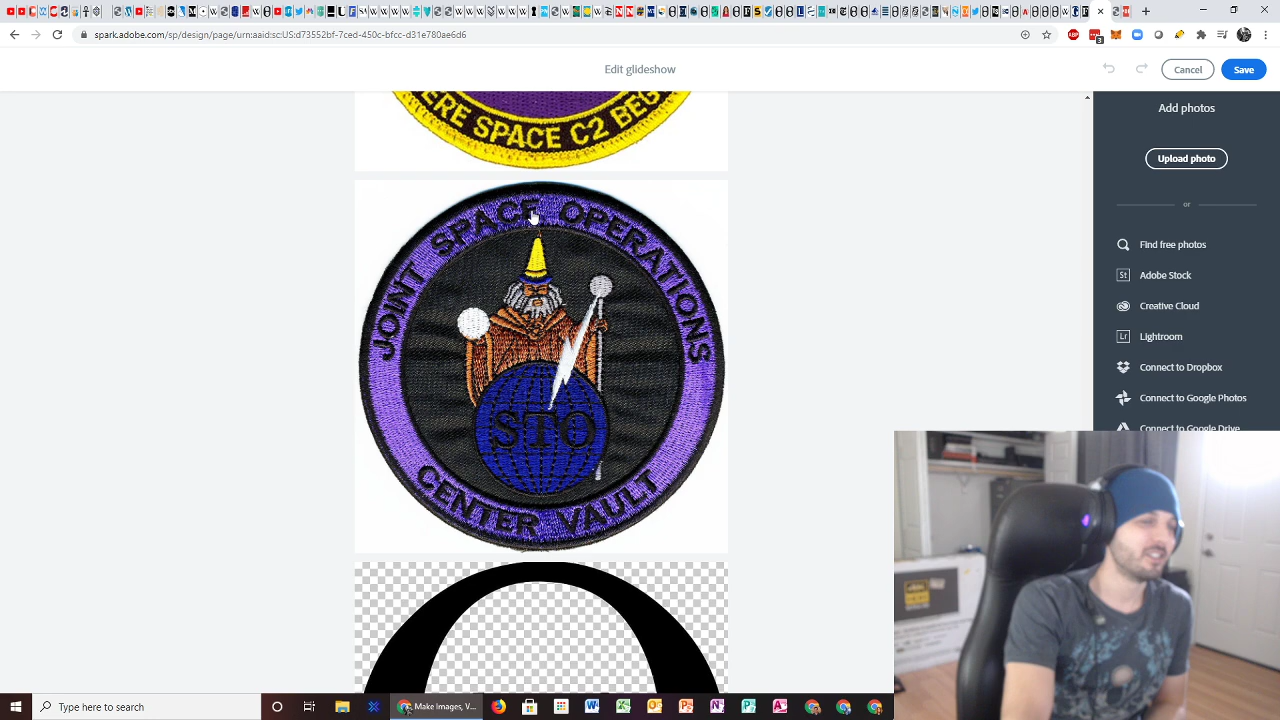 spark.adobe.com/sp/design/page/urn:aaid:sc:US:d73552bf-7ced-450c-bfcc-d31e780ae6d6
3
Edit glideshow
Cancel
Save
Add photos
Upload photo
or
Find free photos
St Adobe Stock
Creative Cloud
Lr Lightroom
Connect to Dropbox
Connect to Google Photos
Connect to Google Drive
ERE SPACE C2 BEG
JOINT SPACE OPERATIONS
STO
CENTER VAULT
Type here to search
Make Images, V...